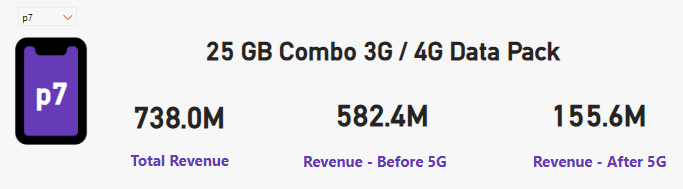 p7
25 GB Combo 3G / 4G Data Pack
p7
738.0M
582.4M
155.6M
Total Revenue
Revenue - Before 5G
Revenue - After 5G